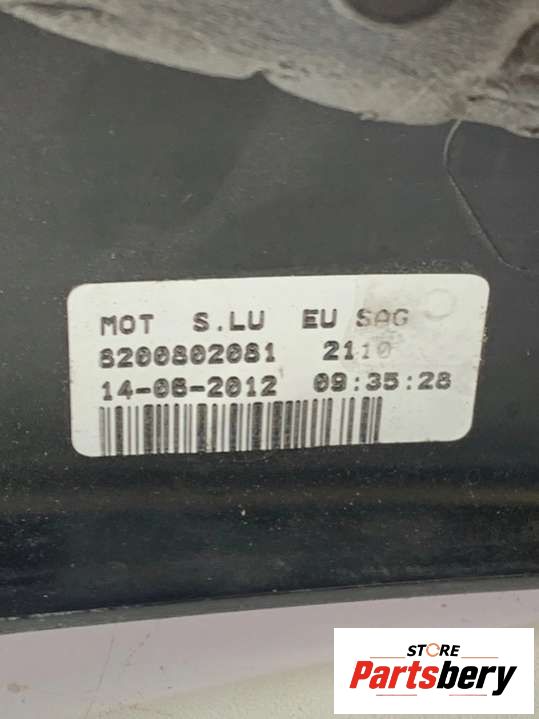 MOT S.LU EU SAG
8200802081 2110
14-06-2012 09:35:28
STORE
Partsbery